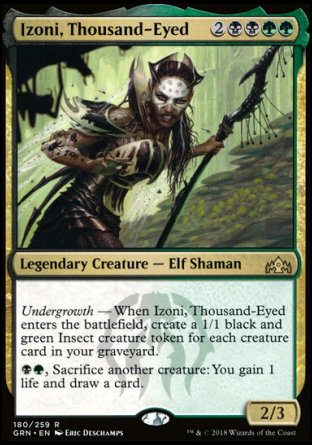 Izoni, Thousand-Eyed 2
Legendary Creature — Elf Shaman
Undergrowth — When Izoni, Thousand-Eyed
enters the battlefield, create a 1/1 black and
green Insect creature token for each creature
card in your graveyard.
, Sacrifice another creature: You gain 1
life and draw a card.
2/3
180/259 R
GRN • EN Eric Deschamps
™ & © 2018 Wizards of the Coast